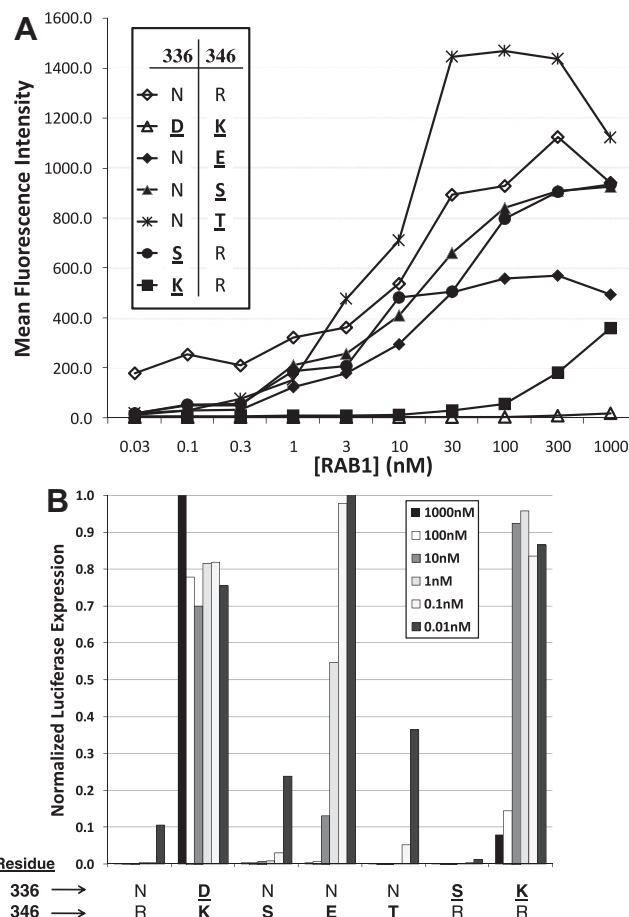 A
Mean Fluorescence Intensity
1600.0
1400.0
1200.0
1000.0
800.0
600.0
400.0
200.0
0.0
336 346
N R
D K
N E
N S
N T
S R
K R
0.03 0.1 0.3 1 3 10 30 100 300 1000
[RAB1] (nM)
B
Normalized Luciferase Expression
1.0
0.9
0.8
0.7
0.6
0.5
0.4
0.3
0.2
0.1
0.0
1000nM
100nM
10nM
1nM
0.1nM
0.01nM
Residue
336 → N D N N N S K
346 → R K S E T R R